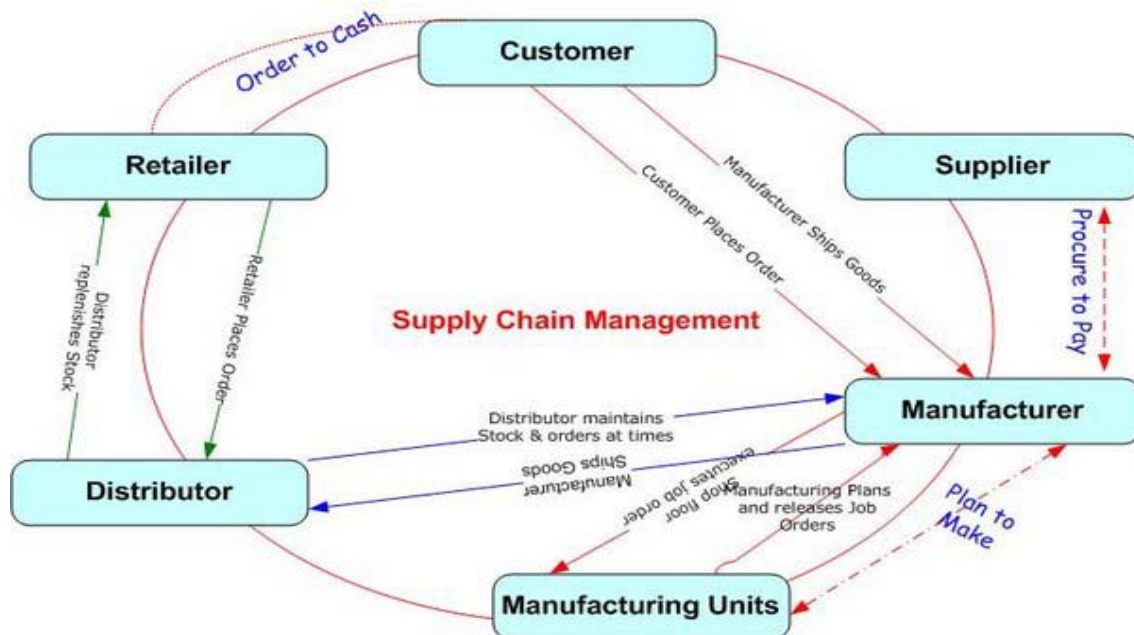 Customer
Order to Cash
Retailer
Supplier
Customer Places Order
Manufacturer Ships Goods
Procure to Pay
Distributor
replenishes Stock
Retailer Places Order
Supply Chain Management
Manufacturer
Distributor maintains
Stock & orders at times
Manufacturer
Ships Goods
Distributor
Shop floor
executes job order
Manufacturing Plans
and releases Job
Orders
Plan to
Make
Manufacturing Units